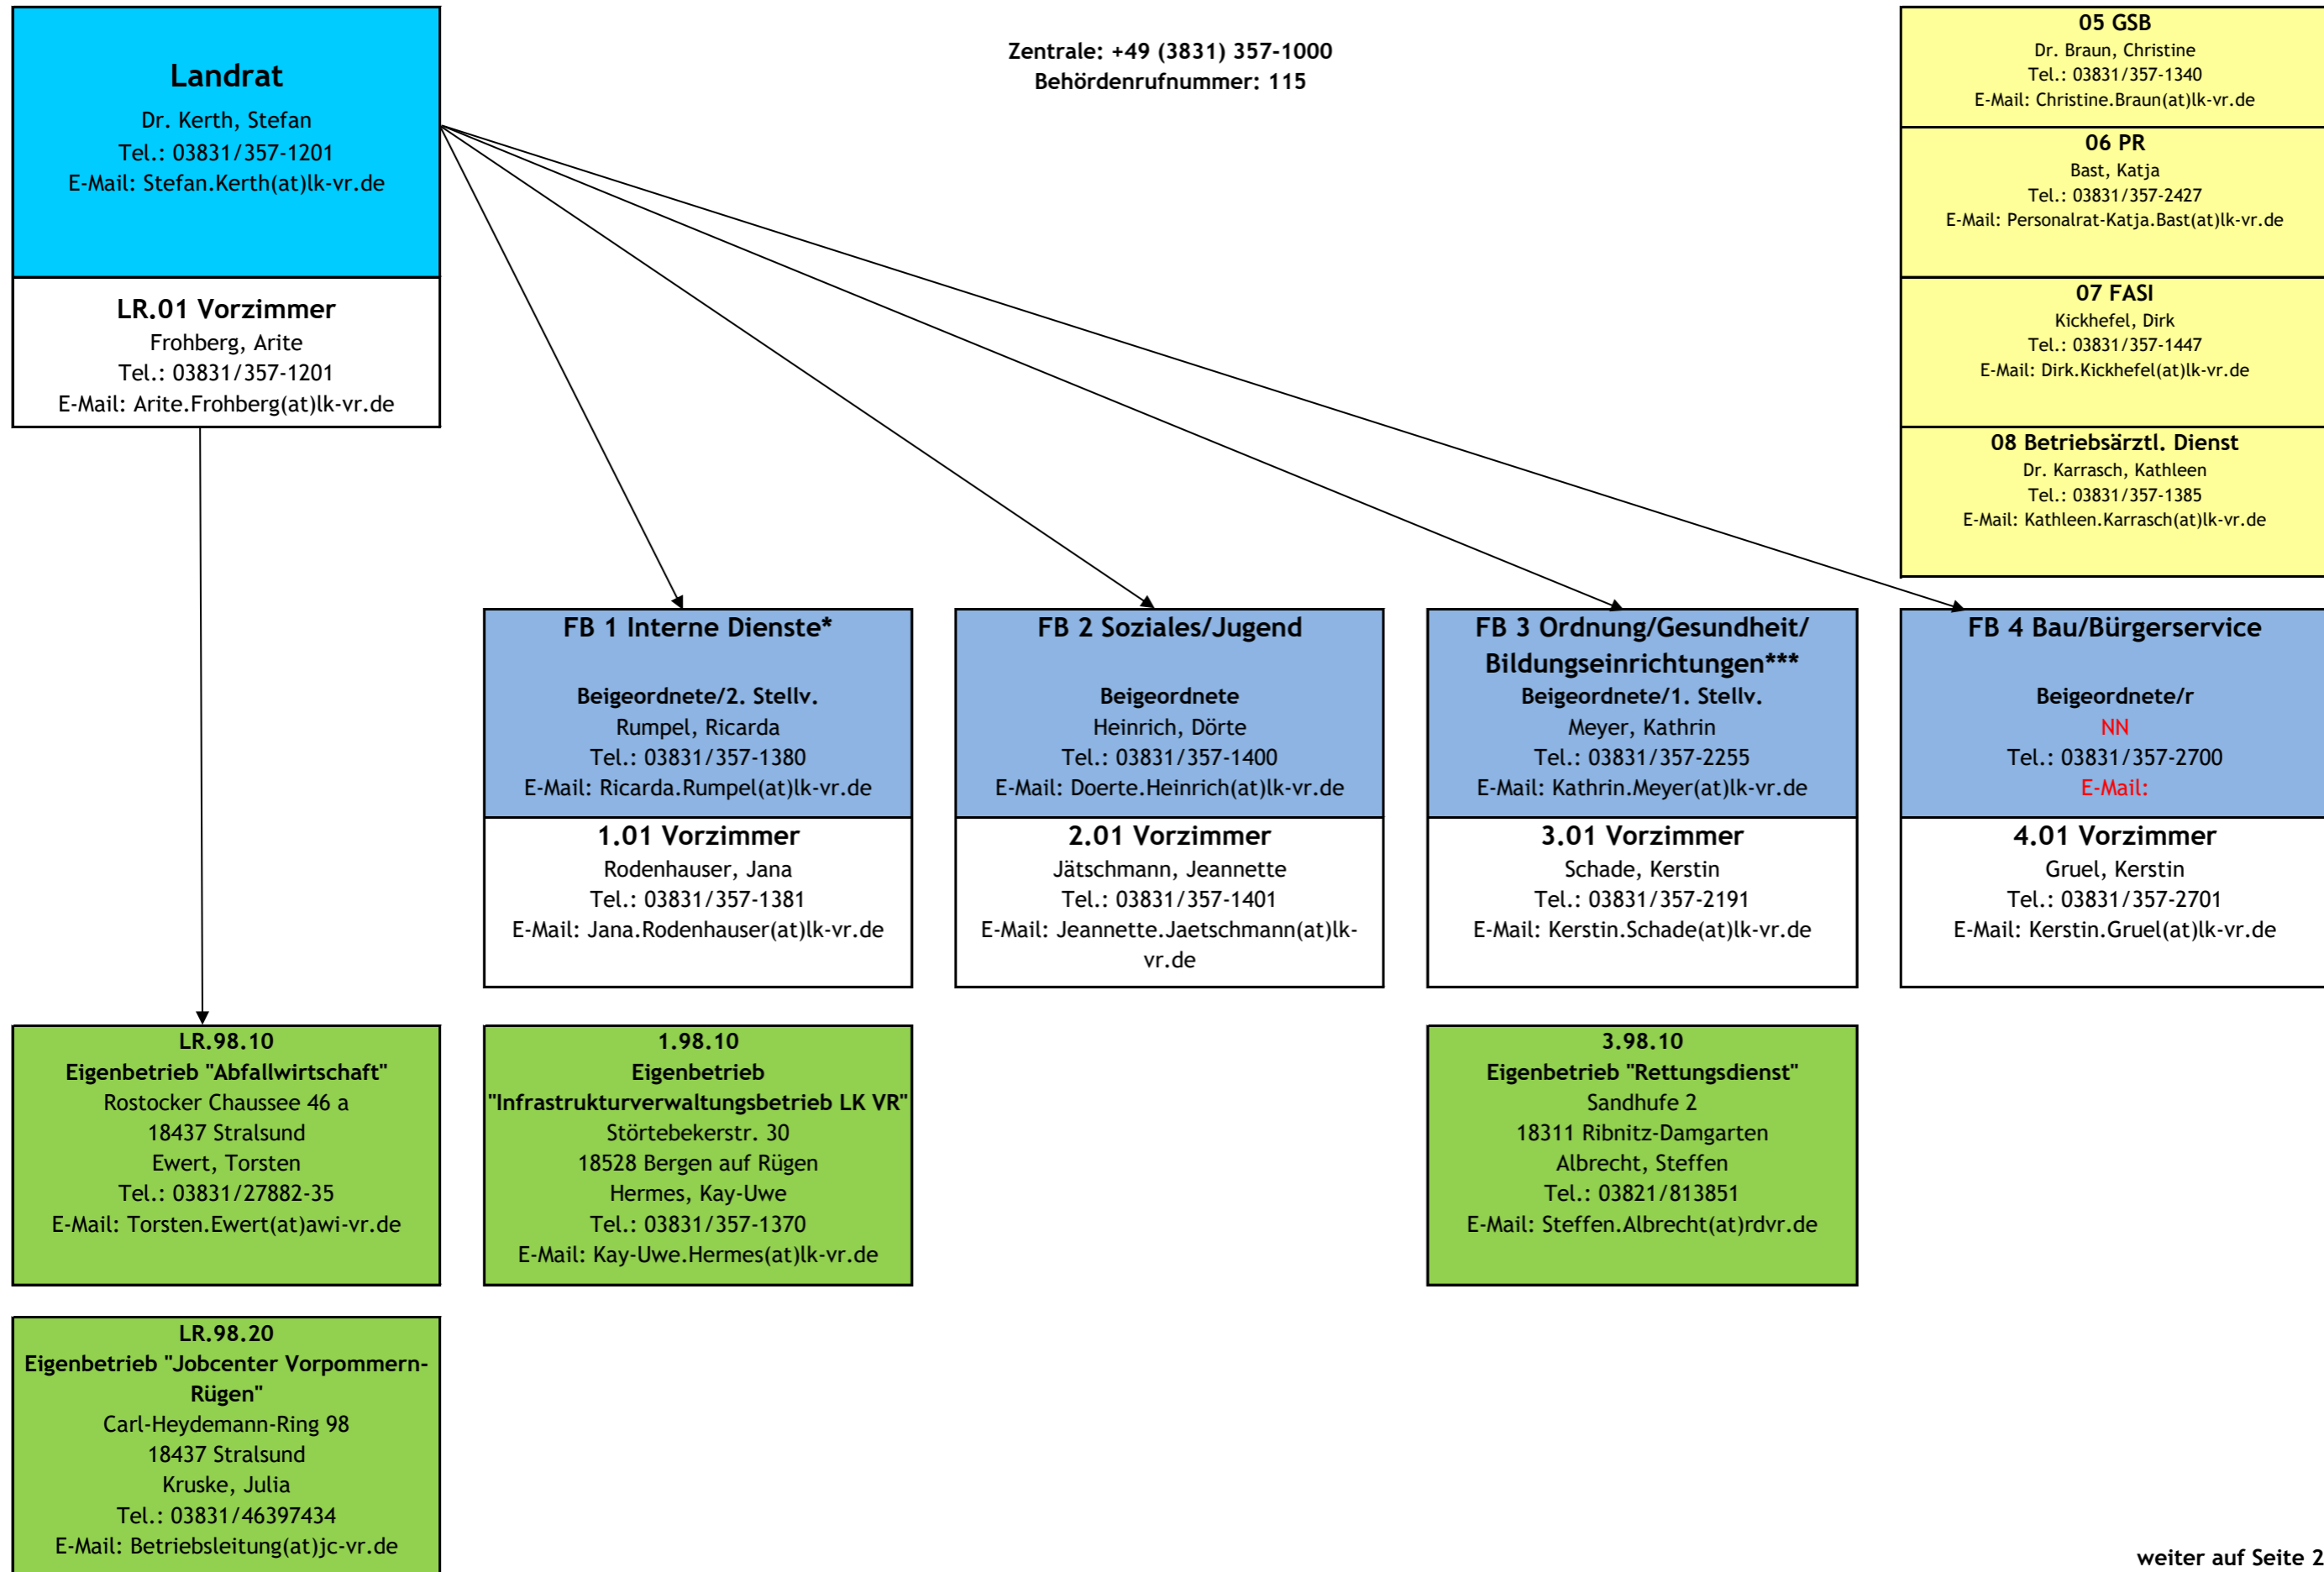 Landrat
Dr. Kerth, Stefan
Tel.: 03831/357-1201
E-Mail: Stefan.Kerth(at)lk-vr.de
LR.01 Vorzimmer
Frohberg, Arite
Tel.: 03831/357-1201
E-Mail: Arite.Frohberg(at)lk-vr.de
Zentrale: +49 (3831) 357-1000
Behördenrufnummer: 115
05 GSB
Dr. Braun, Christine
Tel.: 03831/357-1340
E-Mail: Christine.Braun(at)lk-vr.de
06 PR
Bast, Katja
Tel.: 03831/357-2427
E-Mail: Personalrat-Katja.Bast(at)lk-vr.de
07 FASI
Kickhefel, Dirk
Tel.: 03831/357-1447
E-Mail: Dirk.Kickhefel(at)lk-vr.de
08 Betriebsärztl. Dienst
Dr. Karrasch, Kathleen
Tel.: 03831/357-1385
E-Mail: Kathleen.Karrasch(at)lk-vr.de
FB 1 Interne Dienste*
Beigeordnete/2. Stellv.
Rumpel, Ricarda
Tel.: 03831/357-1380
E-Mail: Ricarda.Rumpel(at)lk-vr.de
1.01 Vorzimmer
Rodenhauser, Jana
Tel.: 03831/357-1381
E-Mail: Jana.Rodenhauser(at)lk-vr.de
FB 2 Soziales/Jugend
Beigeordnete
Heinrich, Dörte
Tel.: 03831/357-1400
E-Mail: Doerte.Heinrich(at)lk-vr.de
2.01 Vorzimmer
Jätschmann, Jeannette
Tel.: 03831/357-1401
E-Mail: Jeannette.Jaetschmann(at)lk-
vr.de
FB 3 Ordnung/Gesundheit/
Bildungseinrichtungen***
Beigeordnete/1. Stellv.
Meyer, Kathrin
Tel.: 03831/357-2255
E-Mail: Kathrin.Meyer(at)lk-vr.de
3.01 Vorzimmer
Schade, Kerstin
Tel.: 03831/357-2191
E-Mail: Kerstin.Schade(at)lk-vr.de
FB 4 Bau/Bürgerservice
Beigeordnete/r
NN
Tel.: 03831/357-2700
E-Mail:
4.01 Vorzimmer
Gruel, Kerstin
Tel.: 03831/357-2701
E-Mail: Kerstin.Gruel(at)lk-vr.de
LR.98.10
Eigenbetrieb "Abfallwirtschaft"
Rostocker Chaussee 46 a
18437 Stralsund
Ewert, Torsten
Tel.: 03831/27882-35
E-Mail: Torsten.Ewert(at)awi-vr.de
1.98.10
Eigenbetrieb
"Infrastrukturverwaltungsbetrieb LK VR"
Störtebekerstr. 30
18528 Bergen auf Rügen
Hermes, Kay-Uwe
Tel.: 03831/357-1370
E-Mail: Kay-Uwe.Hermes(at)lk-vr.de
3.98.10
Eigenbetrieb "Rettungsdienst"
Sandhufe 2
18311 Ribnitz-Damgarten
Albrecht, Steffen
Tel.: 03821/813851
E-Mail: Steffen.Albrecht(at)rdvr.de
LR.98.20
Eigenbetrieb "Jobcenter Vorpommern-
Rügen"
Carl-Heydemann-Ring 98
18437 Stralsund
Kruske, Julia
Tel.: 03831/46397434
E-Mail: Betriebsleitung(at)jc-vr.de
weiter auf Seite 2